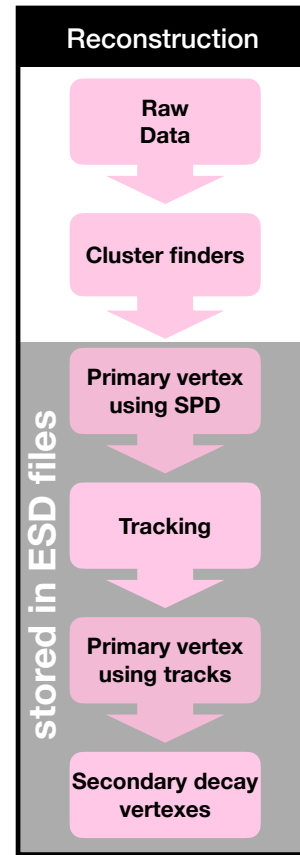 Reconstruction
Raw
Data
Cluster finders
Primary vertex
using SPD
Tracking
Primary vertex
using tracks
Secondary decay
vertexes
stored in ESD files